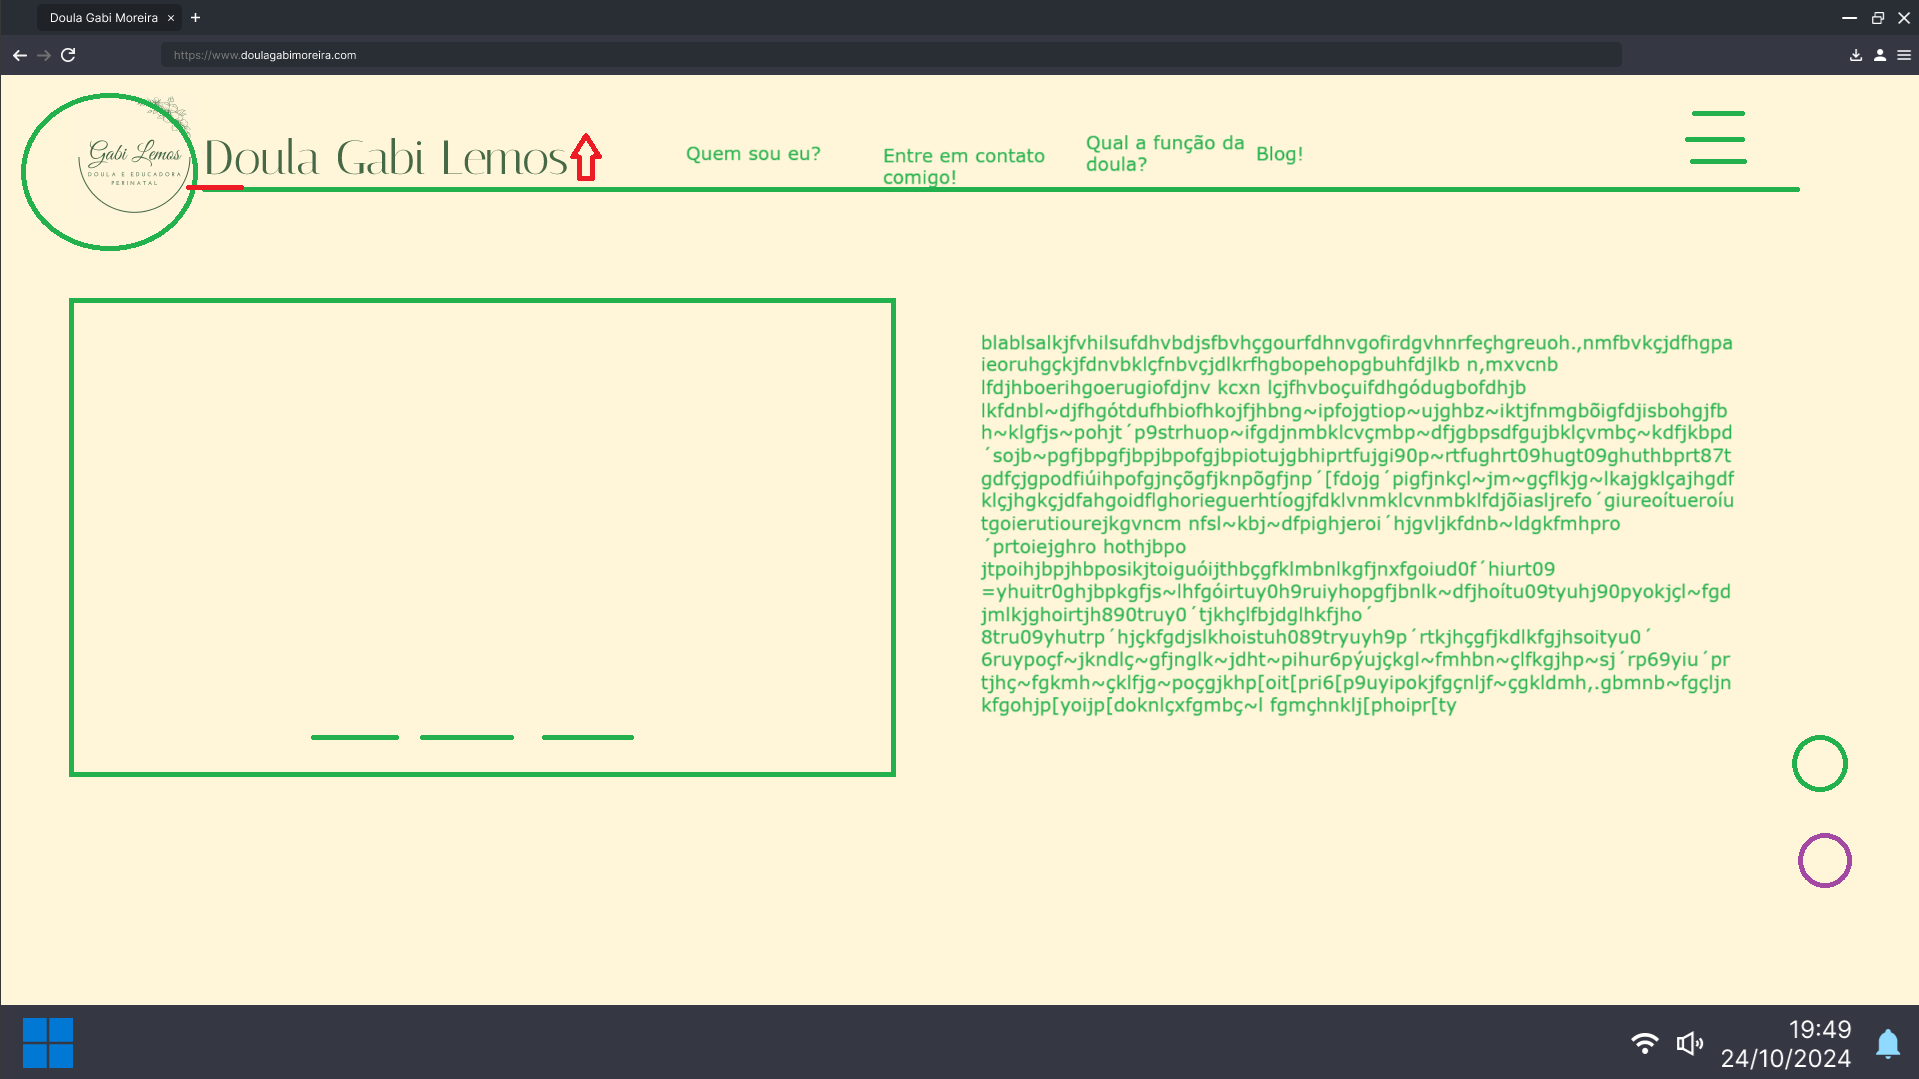 Doula Gabi Moreira
https://www.doulagabimoreira.com
Gabi Lemos
DOULA E EDUCADORA
PERINATAL
Doula Gabi Lemos
Quem sou eu?
Entre em contato
comigo!
Qual a função da
doula?
Blog!
blablsalkjfvhilsufdhvbdjsfbvhçgourfdhnvgofirdgvhnrfeçhgreuoh.,nmfbvkçjdfhgpa
ieoruhgçkjfdnvbklçfnbvçjdlkrfhgbopehopgbuhfdjlkb n,mxvcnb
lfdjhboerihgoerugiofdjnv kcxn lçjfhvboçuifdhgódugbofdhjb
lkfdnbl~djfhgótdufhbiofhkojfjhbng~ipfojgtiop~ujghbz~iktjfnmgbõigfdjisbohgjfb
h~klgfjs~pohjt´p9strhuop~ifgdjnmbklcvçmbp~dfjgbpsdfgujbklçvmbç~kdfjkbpd
´sojb~pgfjbpgfjbpjbpofgjbpiotujgbhiprtfujgi90p~rtfughrt09hugt09ghuthbprt87t
gdfçjgpodfiúihpofgjnçõgfjknpõgfjnp´[fdojg´pigfjnkçl~jm~gçflkjg~lkajgklçajhgdf
klçjhgkçjdfahgoidflghorieguerhtíogjfdklvnmklcvnmbklfdjõiasljrefo´giureoítueroíu
tgoierutiourejkgvncm nfsl~kbj~dfpighjeroi´hjgvljkfdnb~ldgkfmhpro
´prtoiejghro hothjbpo
jtpoihjbpjhbposikjtoiguóijthbçgfklmbnlkgfjnxfgoiud0f´hiurt09
=yhuitr0ghjbpkgfjs~lhfgóirtuy0h9ruiyhopgfjbnlk~dfjhoítu09tyuhj90pyokjçl~fgd
jmlkjghoirtjh890truy0´tjkhçlfbjdglhkfjho´
8tru09yhutrp´hjçkfgdjslkhoistuh089tryuyh9p´rtkjhçgfjkdlkfgjhsoityu0´
6ruypoçf~jkndlç~gfjnglk~jdht~pihur6pýujçkgl~fmhbn~çlfkgjhp~sj´rp69yiu´pr
tjhç~fgkmh~çklfjg~poçgjkhp[oit[pri6[p9uyipokjfgçnljf~çgkldmh,.gbmnb~fgçljn
kfgohjp[yoijp[doknlçxfgmbç~l fgmçhnklj[phoipr[ty
19:49
24/10/2024